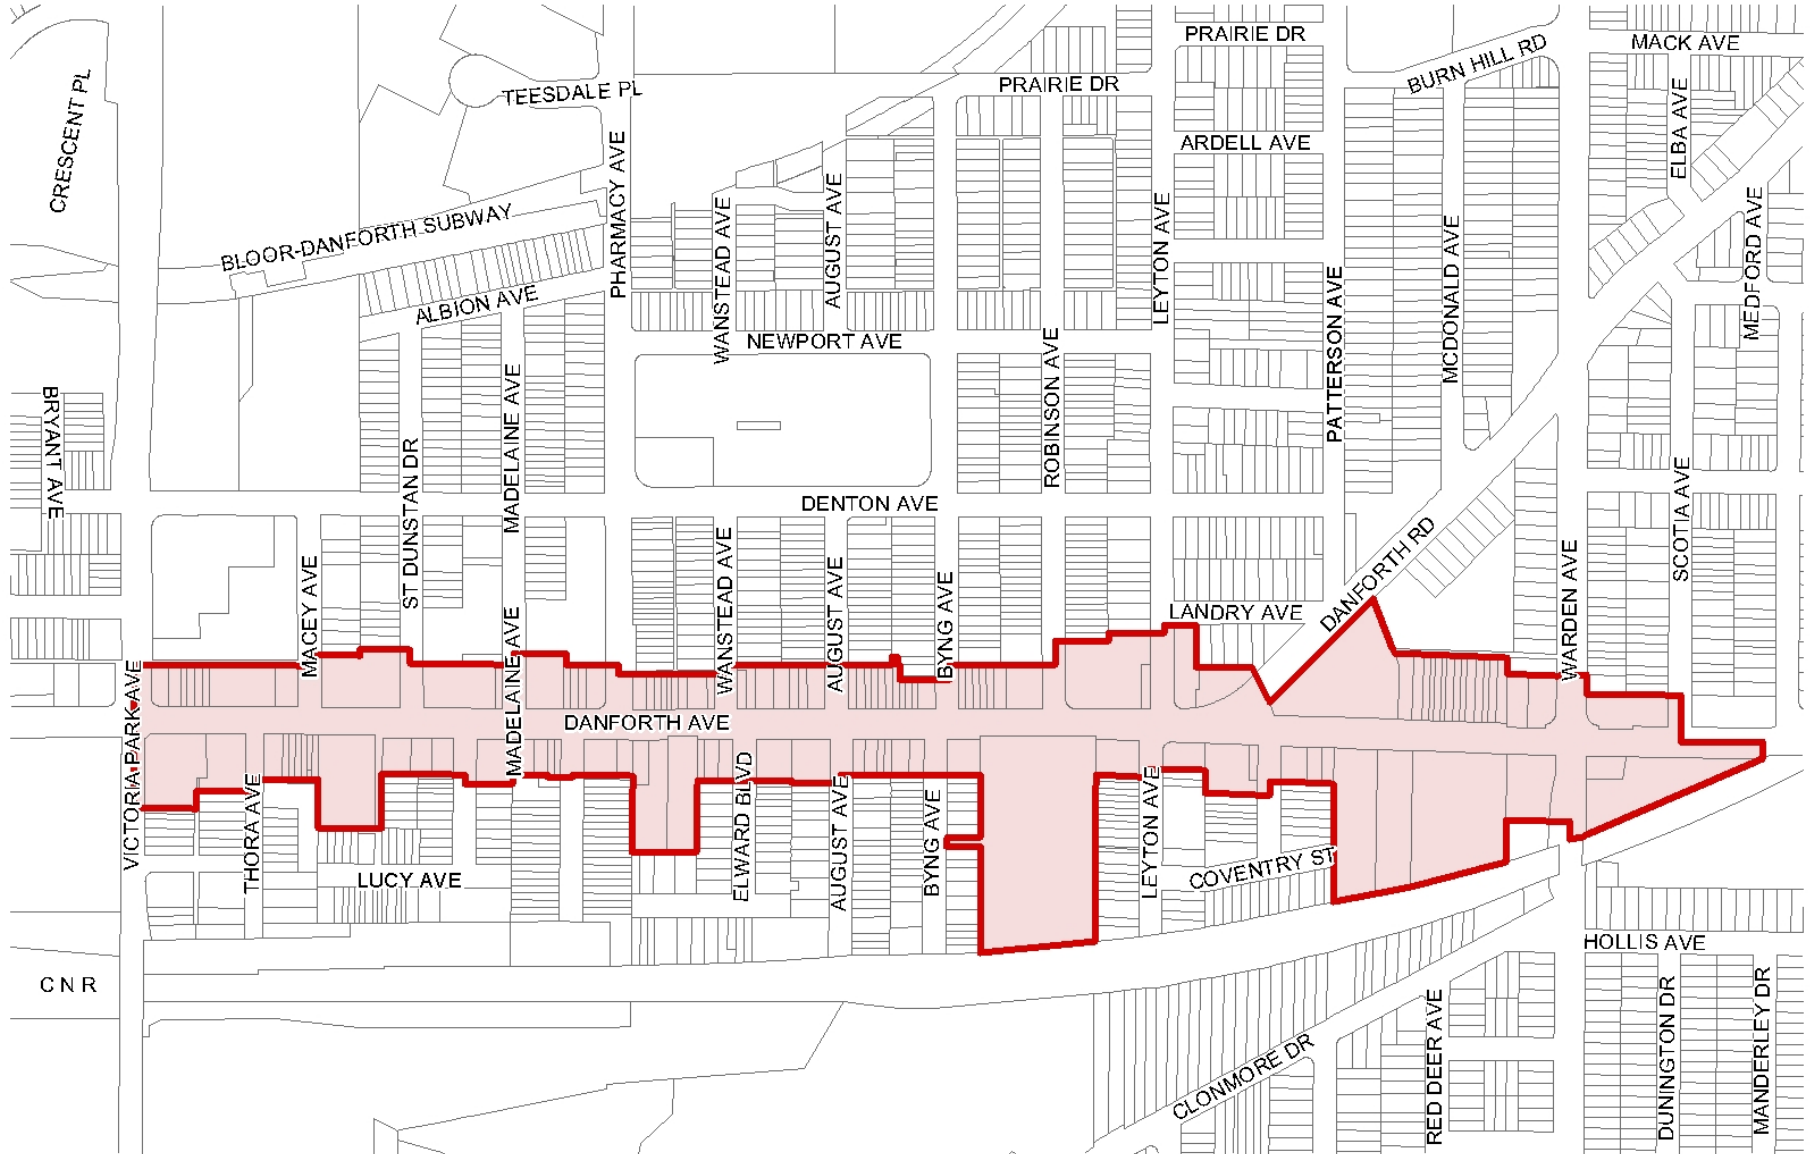 PRAIRIE DR
MACK AVE
BURN HILL RD
CRESCENT PL
TEESDALE PL
PRAIRIE DR
ELBA AVE
ARDELL AVE
PHARMACY AVE
BLOOR-DANFORTH SUBWAY
WANSTEAD AVE
AUGUST AVE
LEYTON AVE
MCDONALD AVE
MEDFORD AVE
PATTERSON AVE
ALBION AVE
NEWPORT AVE
BRYANT AVE
MADELAINE AVE
ROBINSON AVE
ST DUNSTAN DR
DENTON AVE
SCOTIA AVE
MACEY AVE
WANSTEAD AVE
AUGUST AVE
BYNG AVE
LANDRY AVE
DANFORTH RD
WARDEN AVE
MADELAINE AVE
VICTORIA PARK AVE
DANFORTH AVE
THORA AVE
ELWARD BLVD
AUGUST AVE
BYNG AVE
LEYTON AVE
LUCY AVE
COVENTRY ST
HOLLIS AVE
CNR
RED DEER AVE
DUNNINGTON DR
MANDERLEY DR
CLONMORE DR